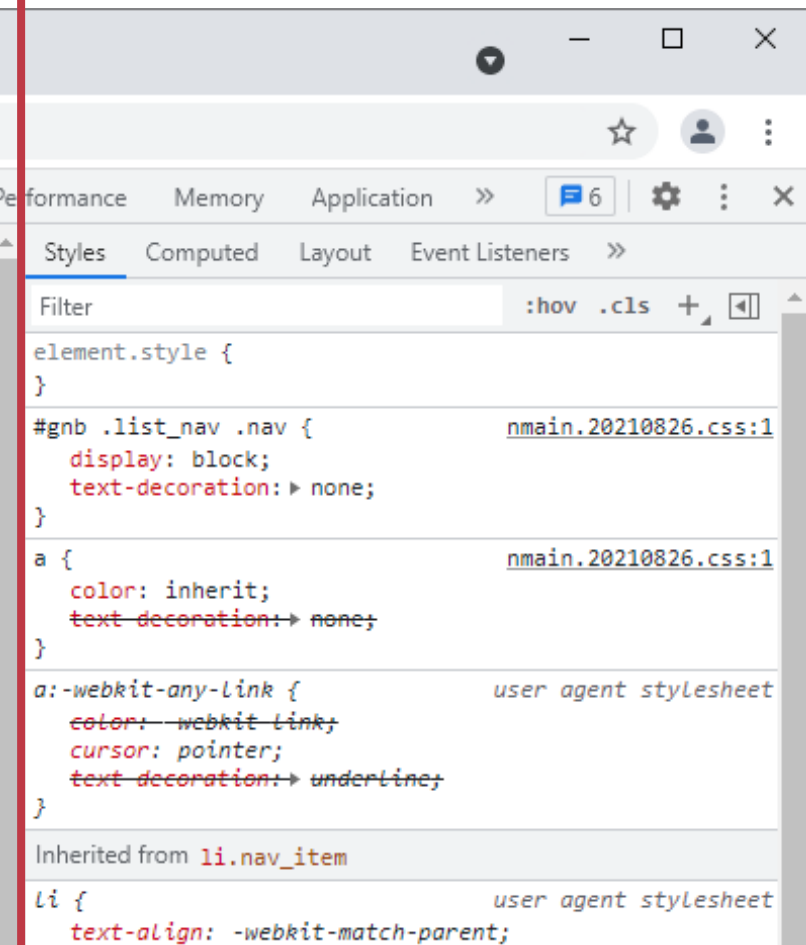 Performance Memory Application » 6
Styles Computed Layout Event Listeners »
Filter :hov .cls +
element.style {
}
#gnb .list_nav .nav { nmain.20210826.css:1
display: block;
text-decoration: ▶ none;
}
a { nmain.20210826.css:1
color: inherit;
text-decoration: ▶ none;
}
a:-webkit-any-link { user agent stylesheet
color: -webkit-link;
cursor: pointer;
text-decoration: ▶ underline;
}
Inherited from li.nav_item
li { user agent stylesheet
text-align: -webkit-match-parent;